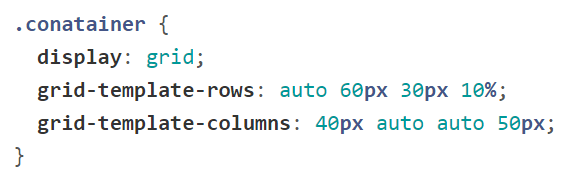 .conatainer {
  display: grid;
  grid-template-rows: auto 60px 30px 10%;
  grid-template-columns: 40px auto auto 50px;
}